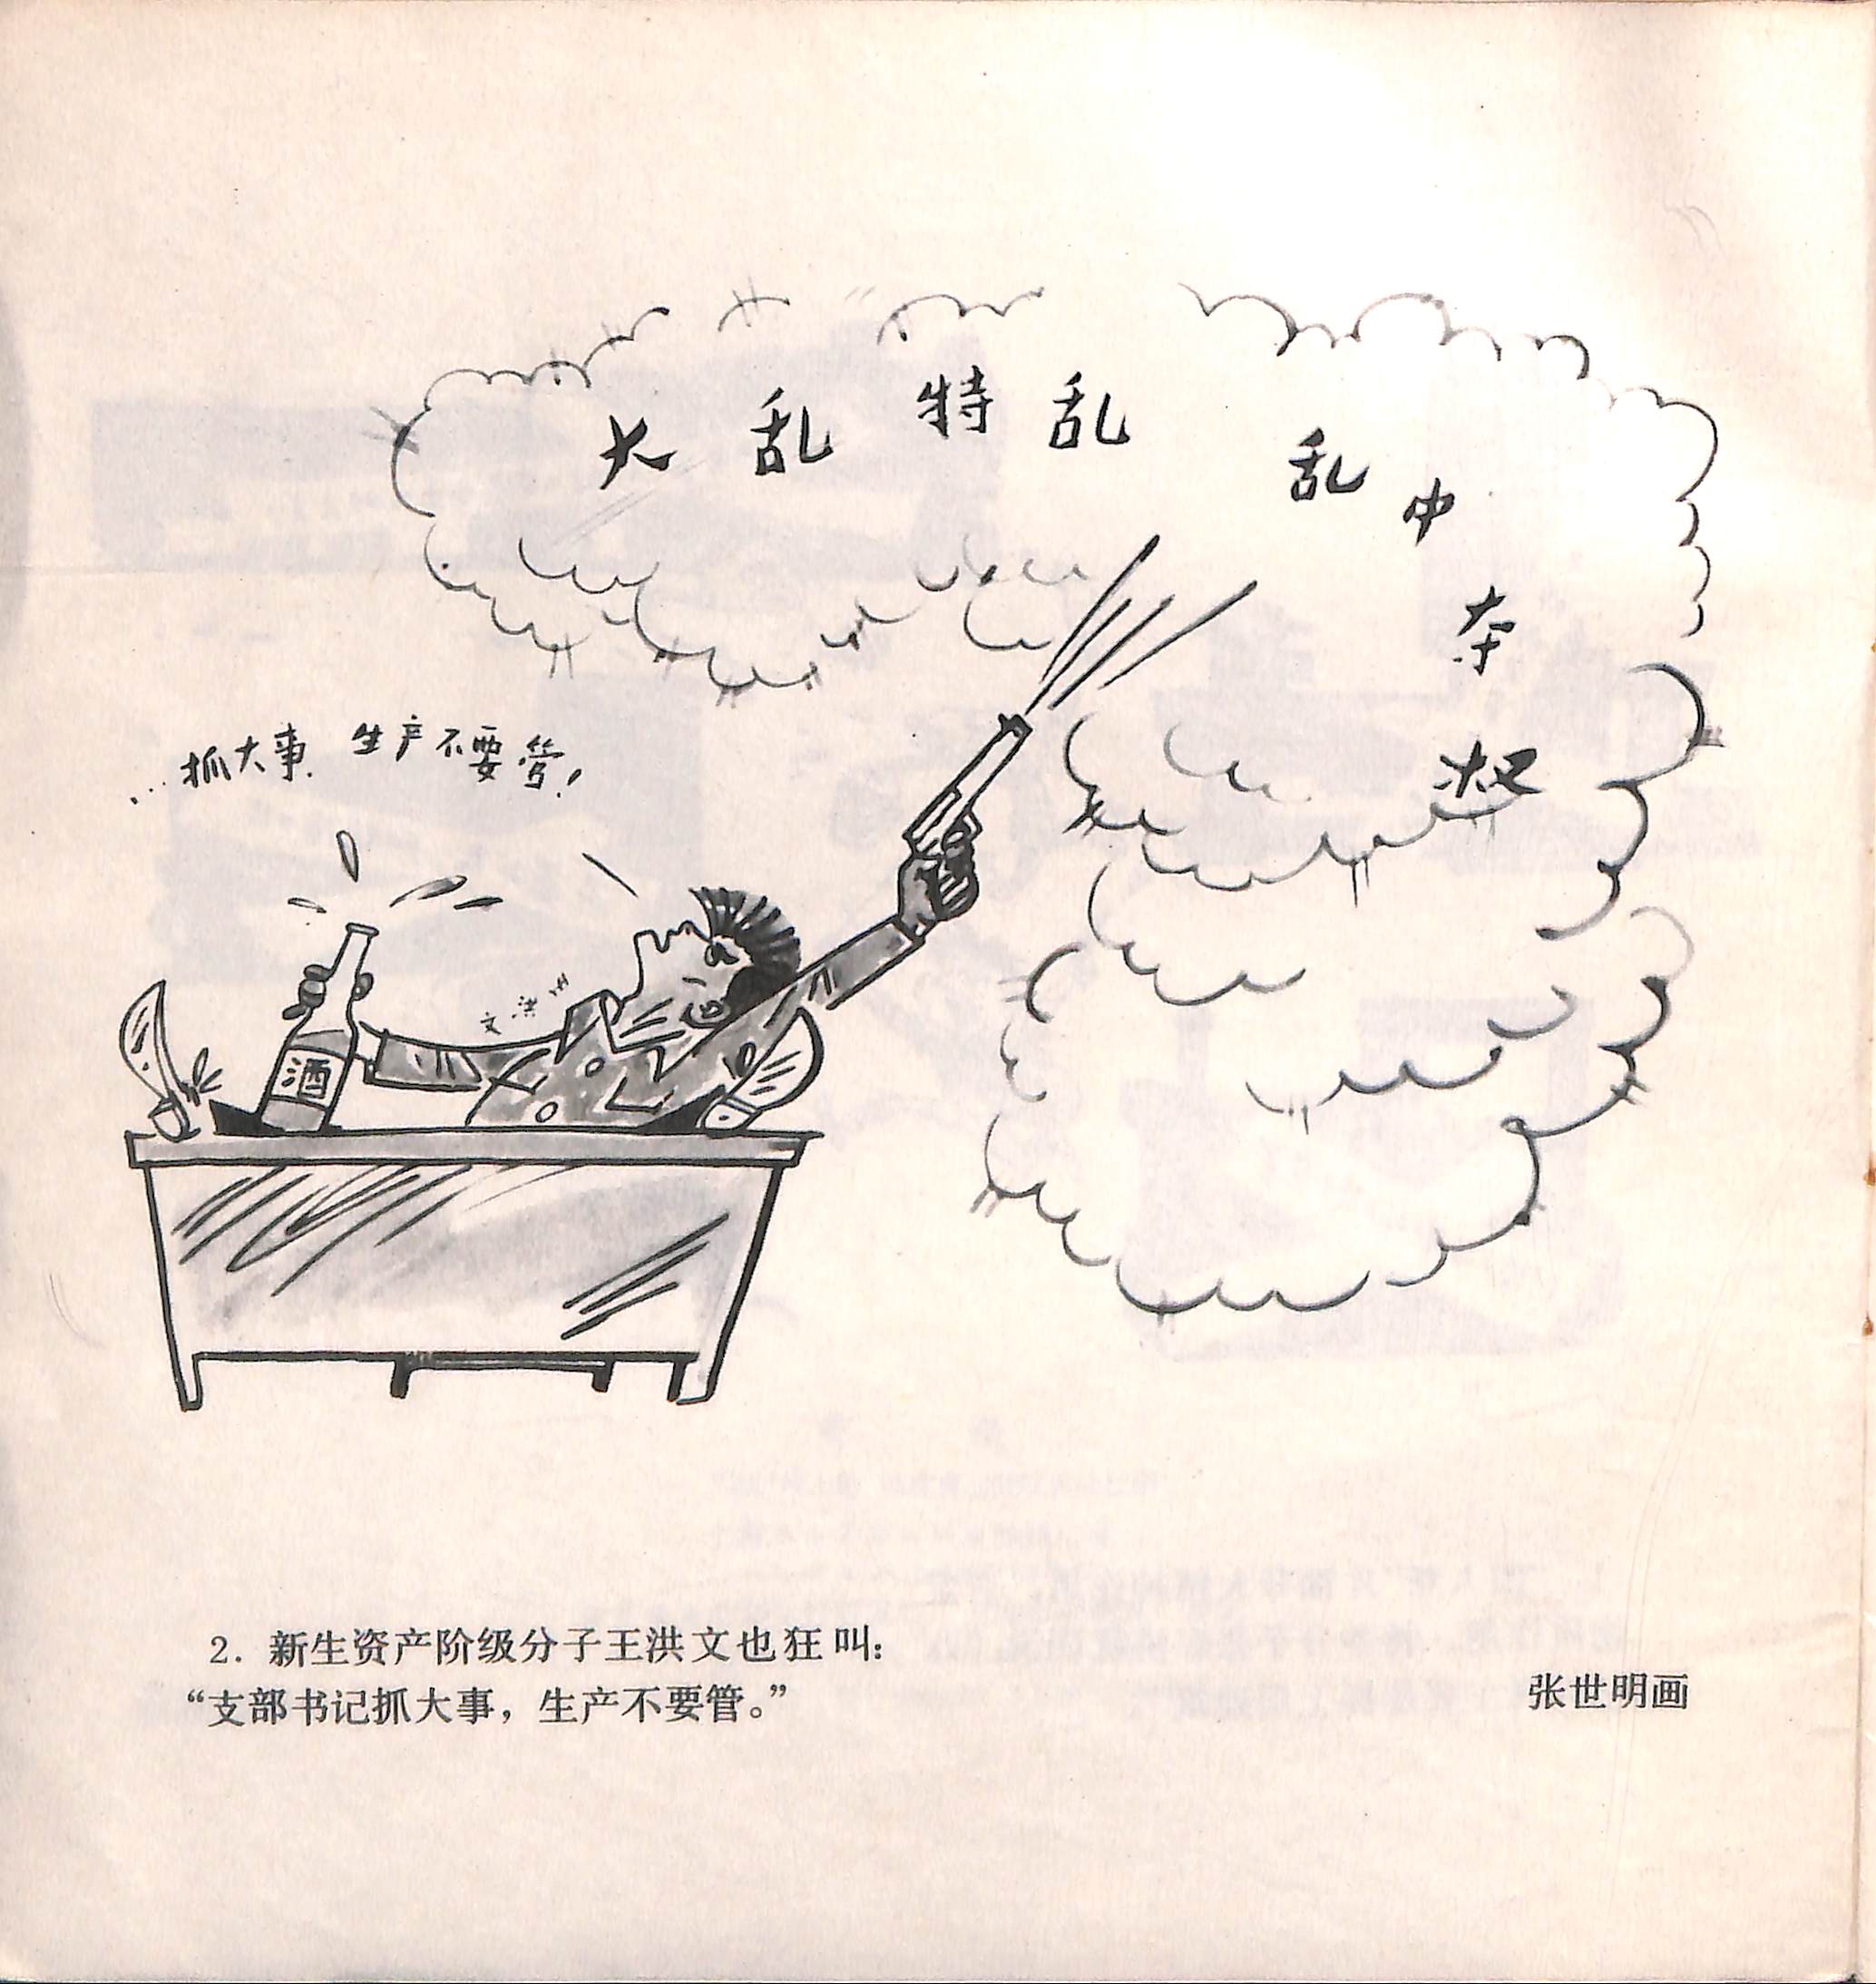 大乱特乱 乱中夺权
…抓大事 生产不要管！
酒
2. 新生资产阶级分子王洪文也狂叫：
“支部书记抓大事，生产不要管。”
张世明画